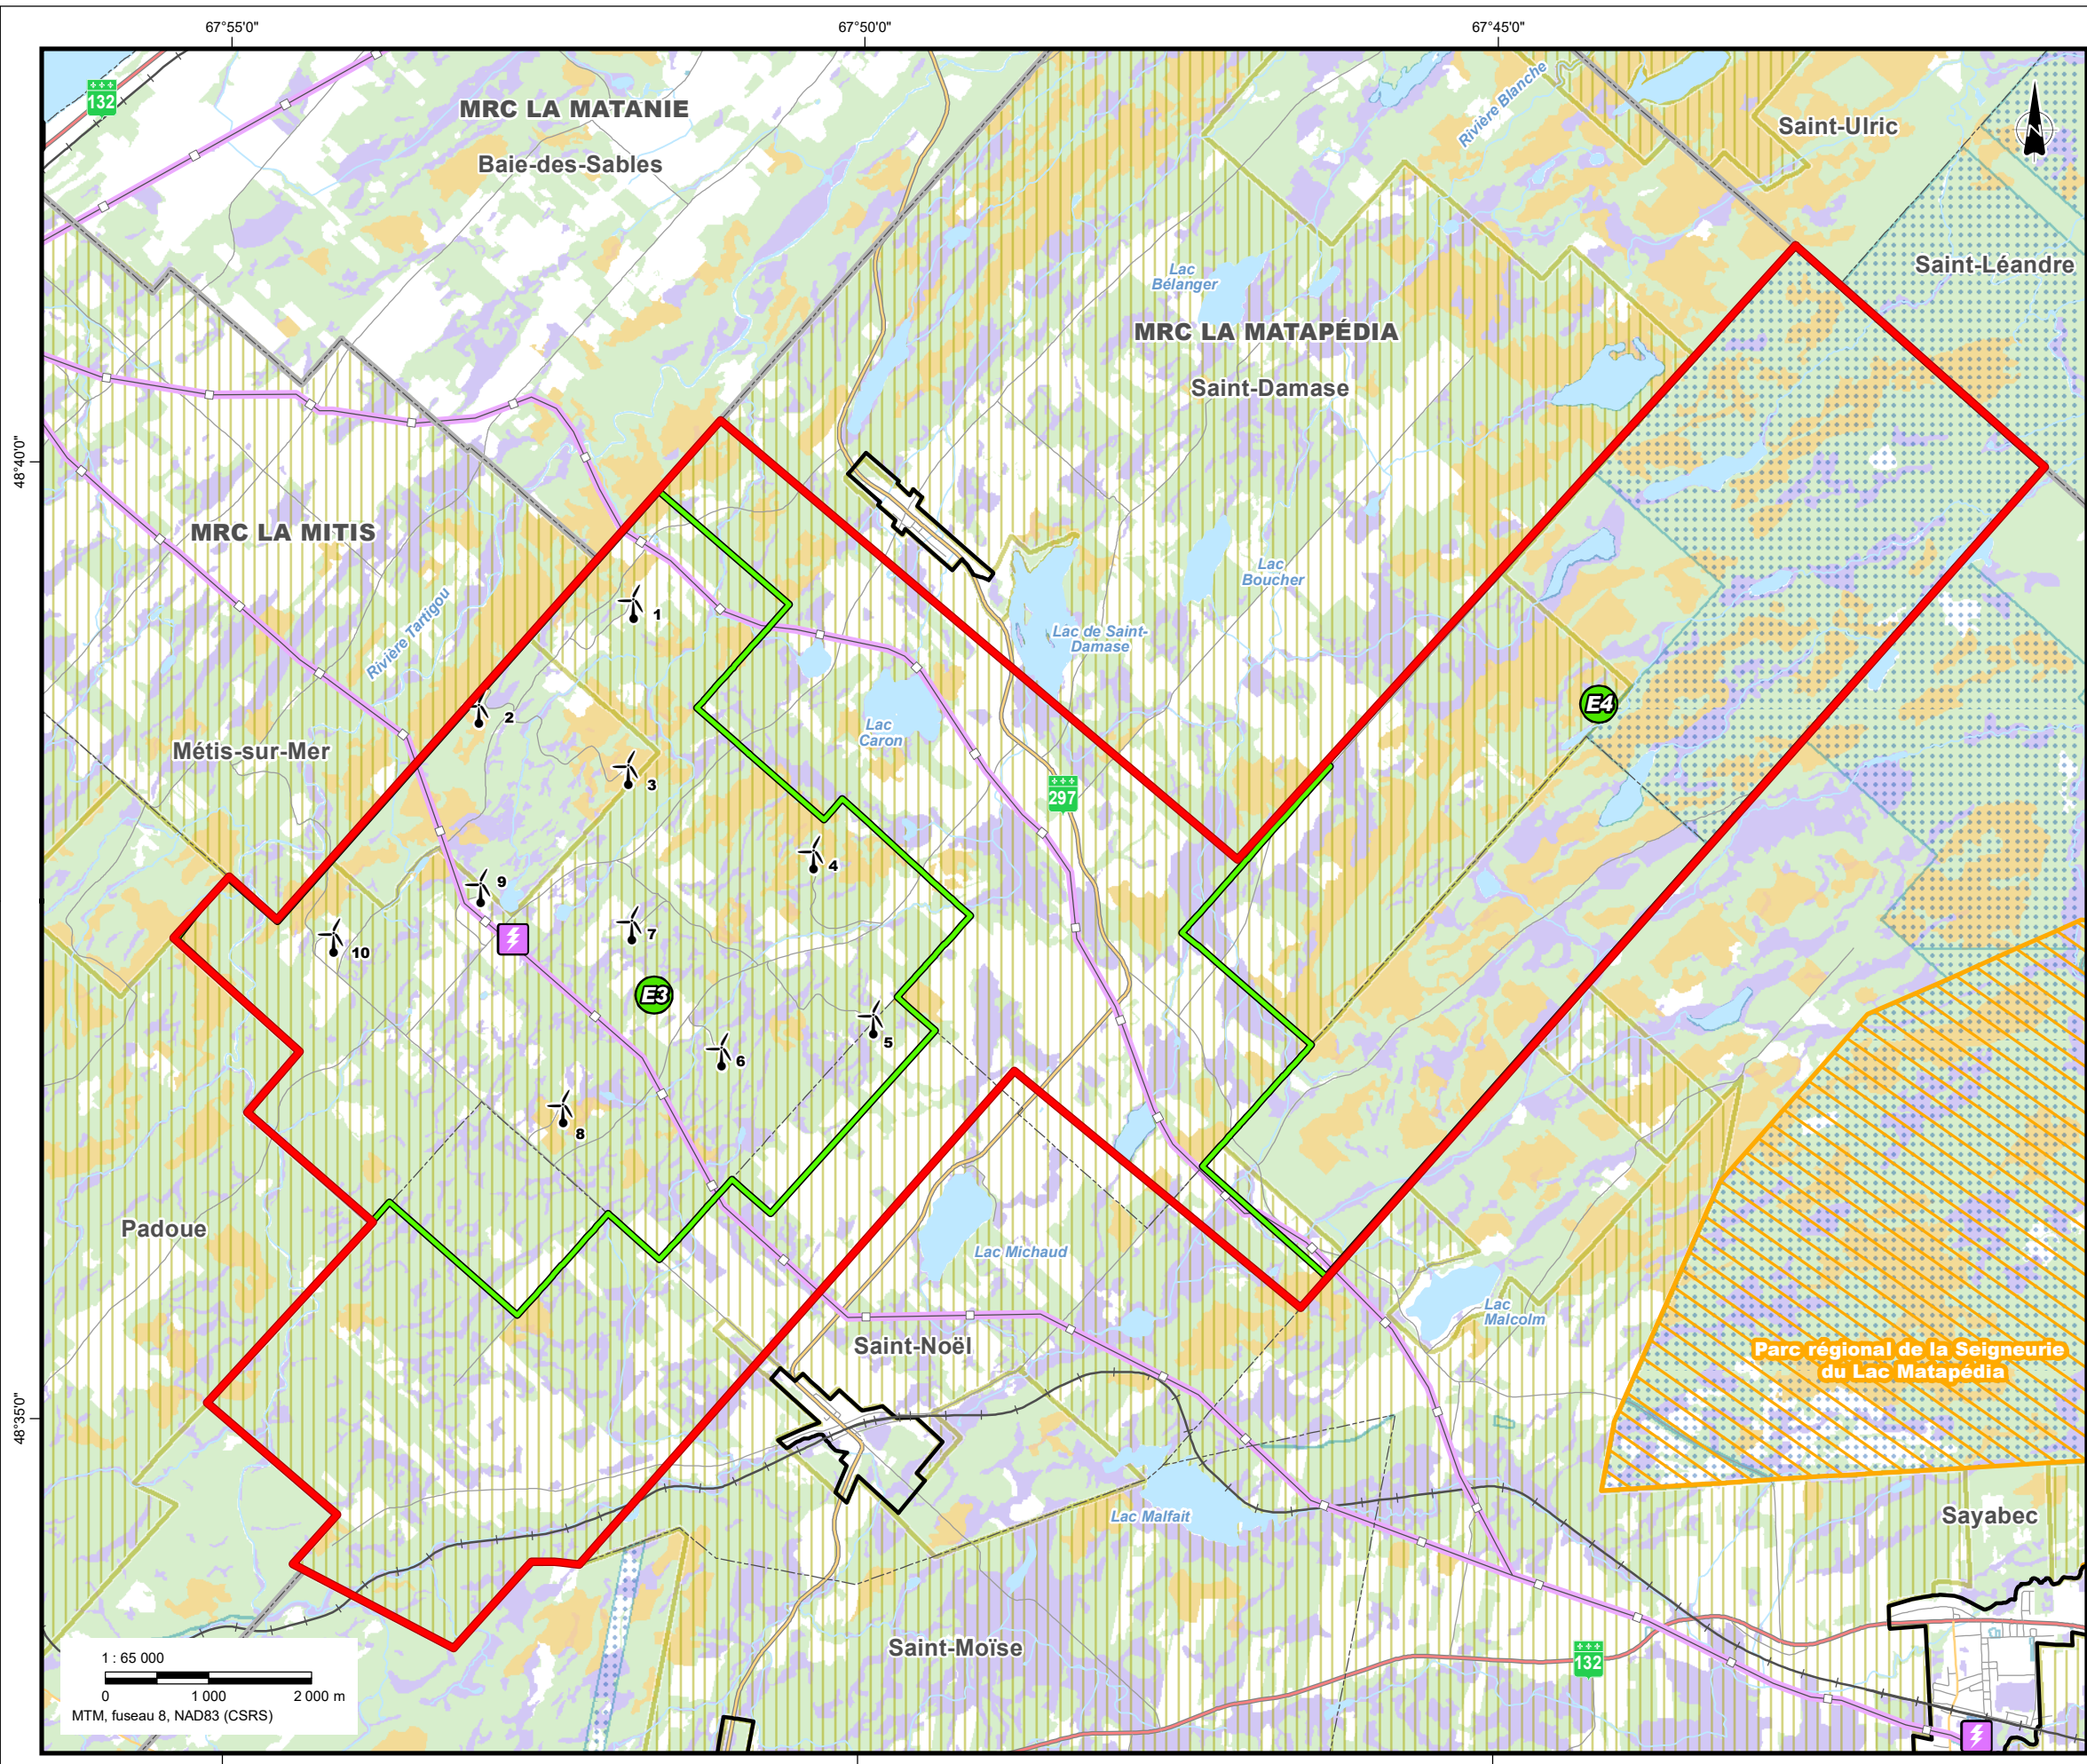 67°55'0"
67°50'0"
67°45'0"
132
MRC LA MATANIE
Baie-des-Sables
Rivière Blanche
Saint-Ulric
N
Saint-Léandre
Lac
Bélanger
MRC LA MATAPÉDIA
Saint-Damase
48°40'0"
MRC LA MITIS
Rivière Tartigou
Lac
Boucher
Lac de Saint-
Damase
1
2
3
Lac
Caron
E4
Métis-sur-Mer
297
4
9
7
10
E3
5
6
8
Padoue
Lac Michaud
Lac
Malcolm
Saint-Noël
Parc régional de la Seigneurie
du Lac Matapédia
48°35'0"
Lac Malfait
Sayabec
Saint-Moïse
132
1 : 65 000
0 1 000 2 000 m
MTM, fuseau 8, NAD83 (CSRS)